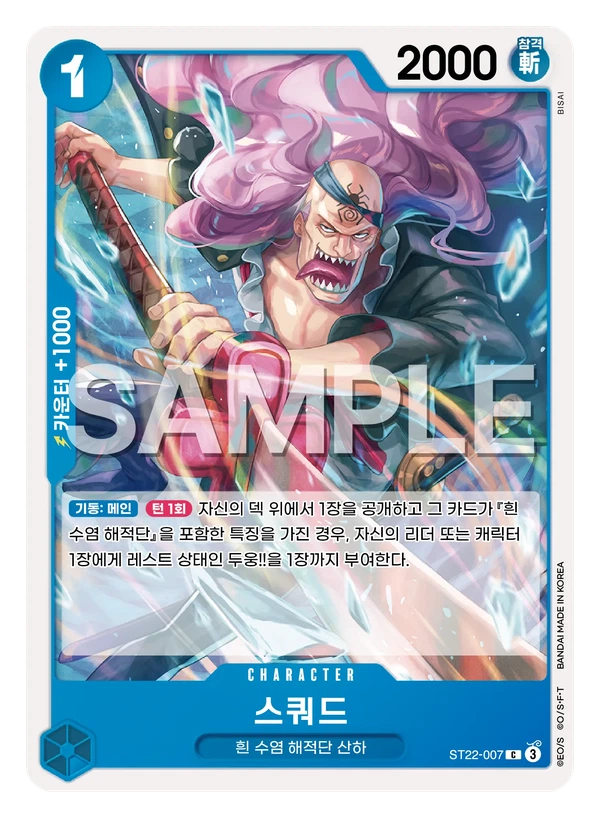 1
2000
참격
斬
BISAI
⚡카운터 +1000
SAMPLE
기동: 메인 턴 1회 자신의 덱 위에서 1장을 공개하고 그 카드가 『흰
수염 해적단』을 포함한 특징을 가진 경우, 자신의 리더 또는 캐릭터
1장에게 레스트 상태인 두웅!!을 1장까지 부여한다.
CHARACTER
스쿼드
흰 수염 해적단 산하
ST22-007 C 3
©EO/S ©O/S·F·T BANDAI MADE IN KOREA